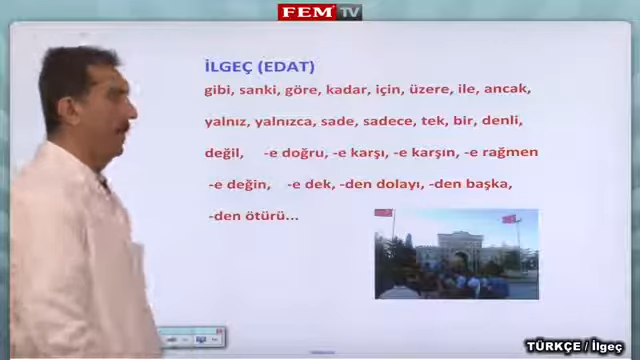 FEM TV
İLGEÇ (EDAT)
gibi, sanki, göre, kadar, için, üzere, ile, ancak,
yalnız, yalnızca, sade, sadece, tek, bir, denli,
değil, -e doğru, -e karşı, -e karşın, -e rağmen
-e değin, -e dek, -den dolayı, -den başka,
-den ötürü...
TÜRKÇE / İlgeç